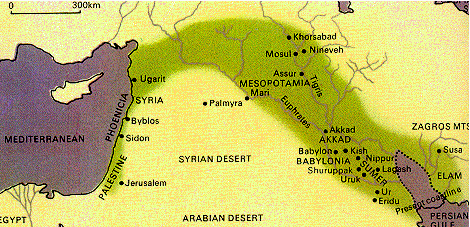 0 300km
Khorsabad
Mosul
Nineveh
Assur
MESOPOTAMIA
Tigris
Mari
Euphrates
Ugarit
SYRIA
PHOENICIA
Palmyra
Byblos
MEDITERRANEAN
Sidon
Akkad
AKKAD
ZAGROS MTS
Babylon
Kish
Susa
SYRIAN DESERT
BABYLONIA
Nippur
PALESTINE
Shuruppak
Lagash
ELAM
SUMER
Jerusalem
Uruk
Ur
Eridu
Present coastline
EGYPT
ARABIAN DESERT
PERSIAN
GULF